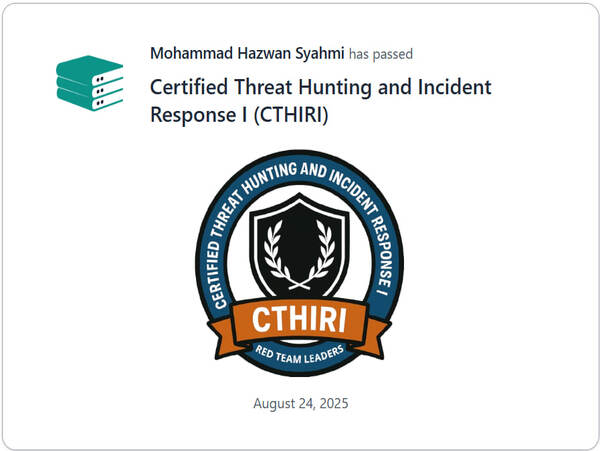 Mohammad Hazwan Syahmi has passed
Certified Threat Hunting and Incident
Response I (CTHIRI)
CERTIFIED THREAT HUNTING AND INCIDENT RESPONSE I
CTHIRI
RED TEAM LEADERS
August 24, 2025